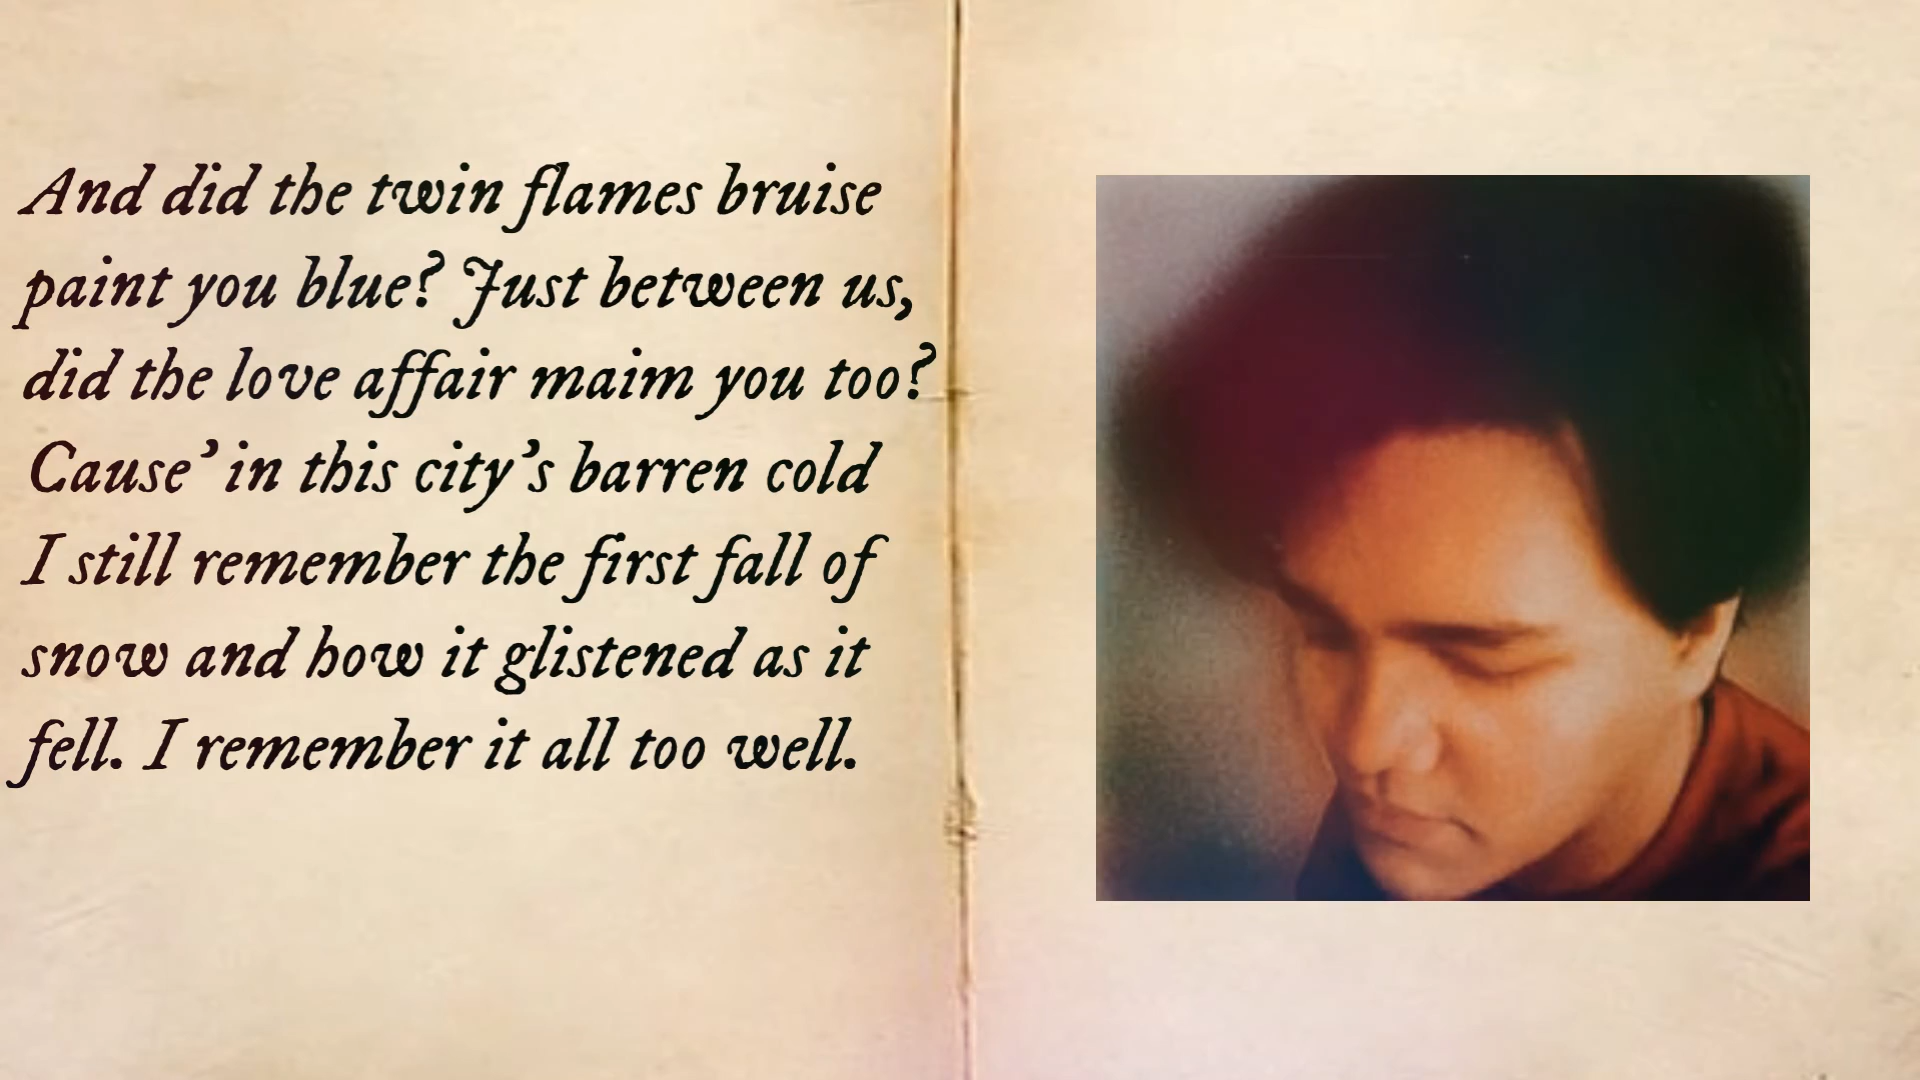 And did the twin flames bruise
paint you blue? Just between us,
did the love affair maim you too?
Cause' in this city's barren cold
I still remember the first fall of
snow and how it glistened as it
fell. I remember it all too well.